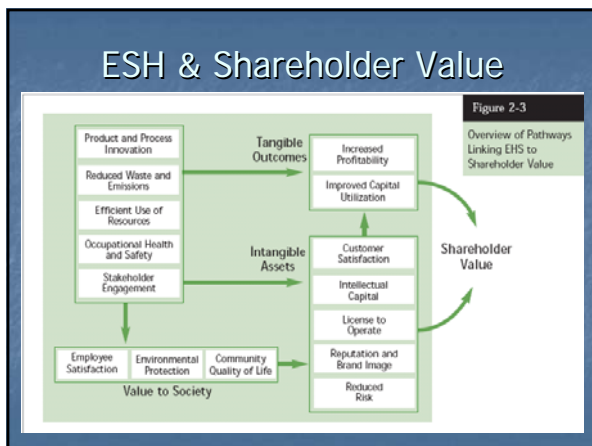 ESH & Shareholder Value
Figure 2-3
Overview of Pathways
Linking EHS to
Shareholder Value
Product and Process
Innovation
Reduced Waste and
Emissions
Efficient Use of
Resources
Occupational Health
and Safety
Stakeholder
Engagement
Tangible
Outcomes
Increased
Profitability
Improved Capital
Utilization
Intangible
Assets
Customer
Satisfaction
Intellectual
Capital
License to
Operate
Reputation and
Brand Image
Reduced
Risk
Shareholder
Value
Employee
Satisfaction
Environmental
Protection
Community
Quality of Life
Value to Society